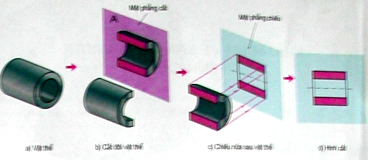 Mặt phẳng cắt
Mặt phẳng chiếu
A
a) Vật thể
b) Cắt đôi vật thể
c) Chiếu nửa sau vật thể
d) Hình cắt